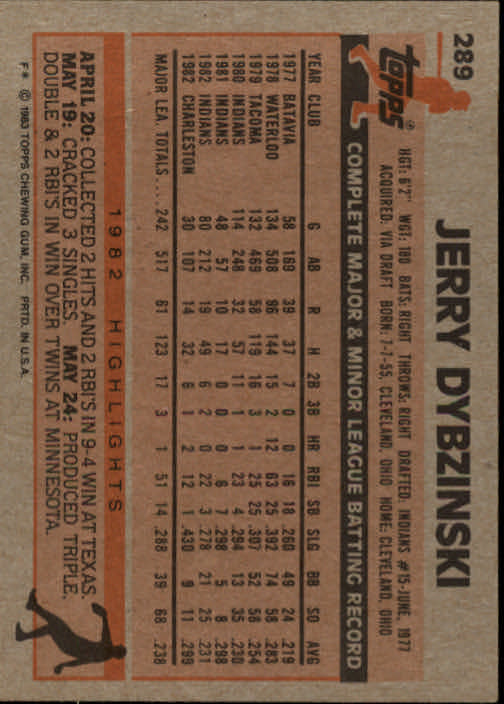 289
JERRY DYBZINSKI
TOPPS®
HGT: 6'2" WGT: 180 BATS: RIGHT THROWS: RIGHT DRAFTED: INDIANS #15-JUNE, 1977
ACQUIRED: VIA DRAFT BORN: 7-7-55, CLEVELAND, OHIO HOME: CLEVELAND, OHIO
COMPLETE MAJOR & MINOR LEAGUE BATTING RECORD
YEAR CLUB G AB R H 2B 3B HR RBI SB SLG BB SO AVG
1977 BATAVIA 58 169 39 37 7 0 0 16 18 .260 49 24 .219
1978 WATERLOO 134 508 96 144 15 2 12 63 25 .392 74 58 .283
1979 TACOMA 132 469 58 119 16 3 1 25 25 .397 52 56 .254
1980 INDIANS 114 248 32 57 11 1 1 23 4 .294 13 35 .230
1981 INDIANS 48 57 10 17 0 0 0 6 7 .298 5 8 .298
1982 INDIANS 80 212 19 49 6 2 0 22 3 .278 21 25 .231
1982 CHARLESTON 30 107 14 32 6 1 2 12 1 .430 9 11 .299
MAJOR LEA. TOTALS.... 242 517 61 123 17 3 1 51 14 .288 39 68 .238
1982 HIGHLIGHTS
APRIL 20: COLLECTED 2 HITS AND 2 RBI'S IN 9-4 WIN AT TEXAS.
MAY 19: CRACKED 3 SINGLES. MAY 24: PRODUCED TRIPLE,
DOUBLE & 2 RBI'S IN WIN OVER TWINS AT MINNESOTA.
F* © 1983 TOPPS CHEWING GUM, INC. PRTD. IN U.S.A.